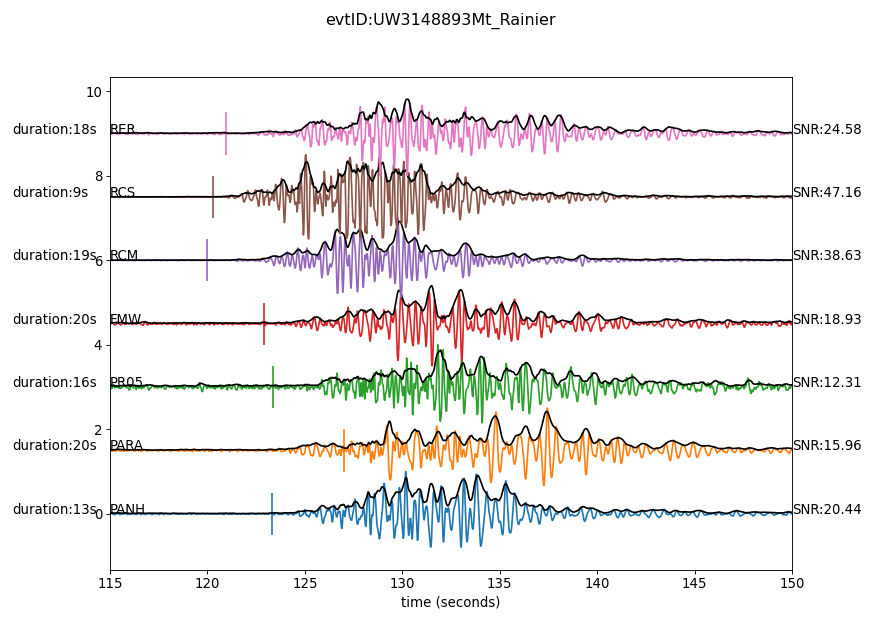 evtID:UW3148893Mt_Rainier
10
duration:18s RER SNR:24.58
8
duration:9s RCS SNR:47.16
duration:19s RCM SNR:38.63
6
duration:20s FMW SNR:18.93
4
duration:16s PR05 SNR:12.31
2
duration:20s PARA SNR:15.96
duration:13s PANH SNR:20.44
0
115 120 125 130 135 140 145 150
time (seconds)